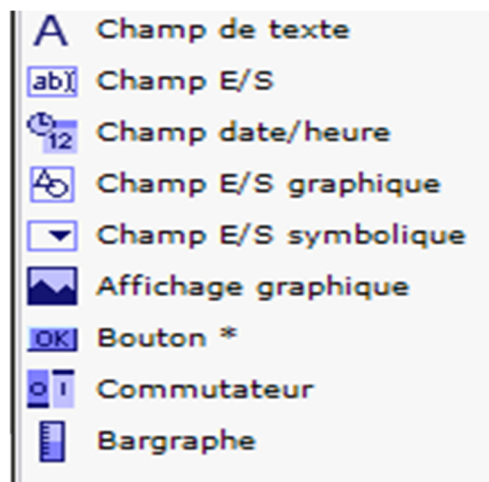 A Champ de texte
ab Champ E/S
12 Champ date/heure
A Champ E/S graphique
Champ E/S symbolique
Affichage graphique
OK Bouton *
O I Commutateur
Bargraphe